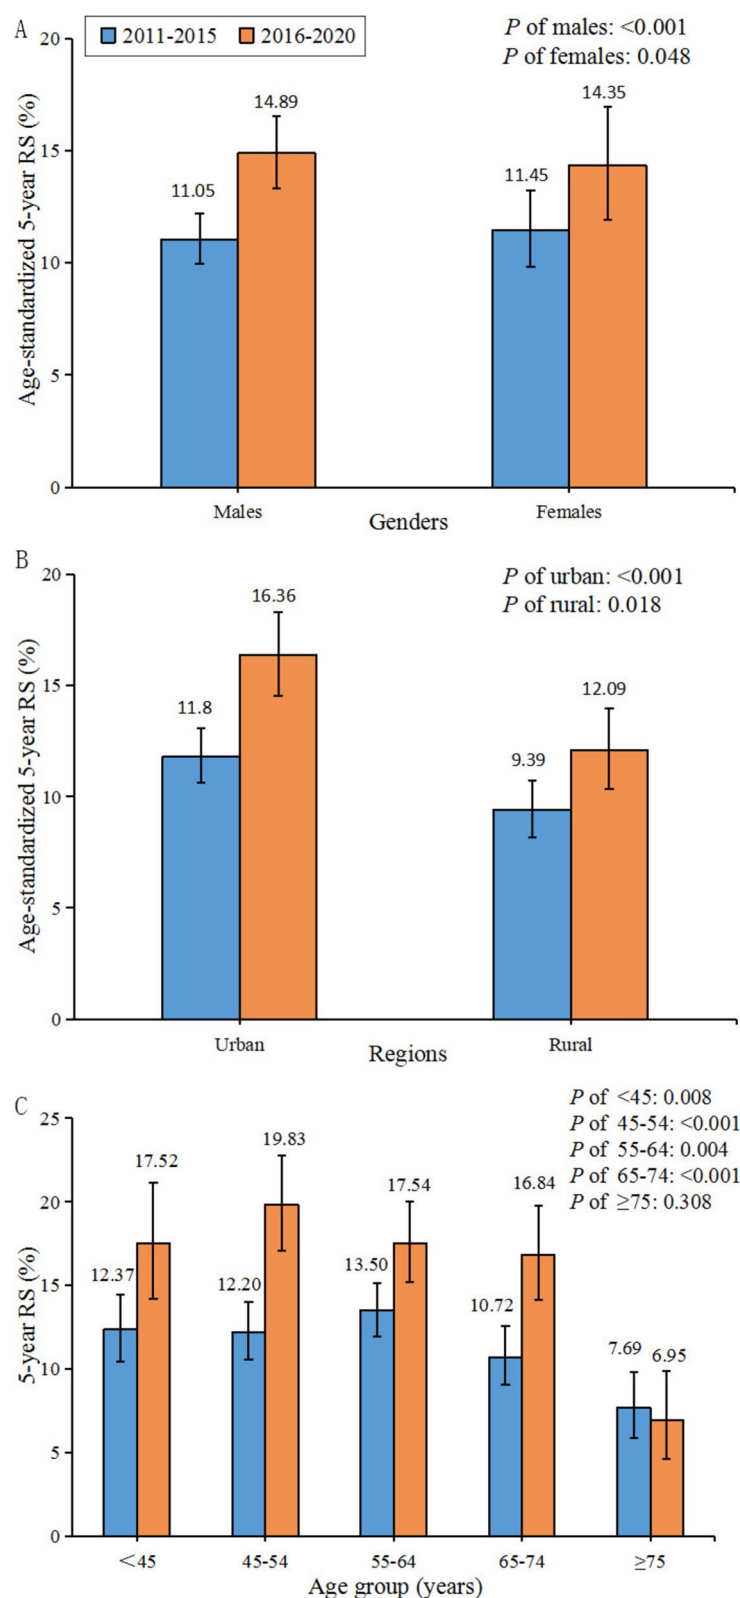 A
2011-2015 2016-2020
P of males: <0.001
P of females: 0.048
Age-standardized 5-year RS (%)
20
15
10
5
0
11.05
14.89
11.45
14.35
Males
Females
Genders
B
P of urban: <0.001
P of rural: 0.018
Age-standardized 5-year RS (%)
20
15
10
5
0
11.8
16.36
9.39
12.09
Urban
Rural
Regions
C
P of <45: 0.008
P of 45-54: <0.001
P of 55-64: 0.004
P of 65-74: <0.001
P of ≥75: 0.308
5-year RS (%)
25
20
15
10
5
0
12.37
17.52
12.20
19.83
13.50
17.54
10.72
16.84
7.69
6.95
<45
45-54
55-64
65-74
≥75
Age group (years)